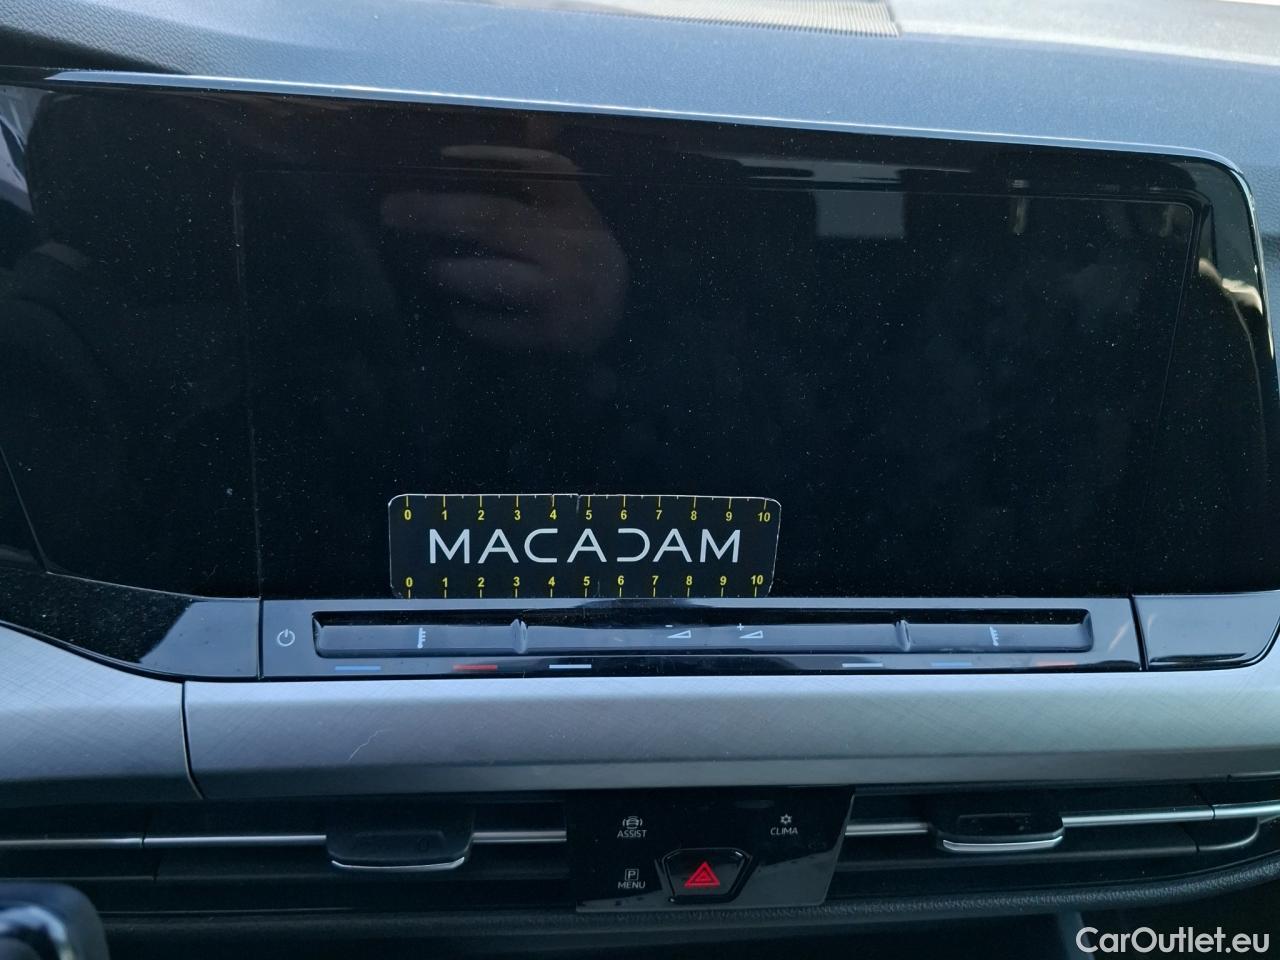 0 1 2 3 4 5 6 7 8 9 10
MACADAM
0 1 2 3 4 5 6 7 8 9 10
- +
ASSIST
CLIMA
P
MENU
CarOutlet.eu